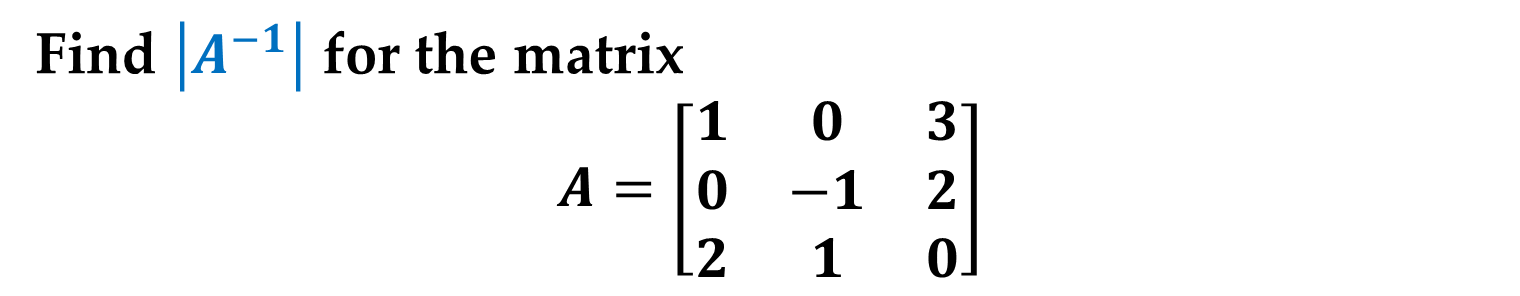 Find |A⁻¹| for the matrix
A = [1 0 3
0 −1 2
2 1 0]